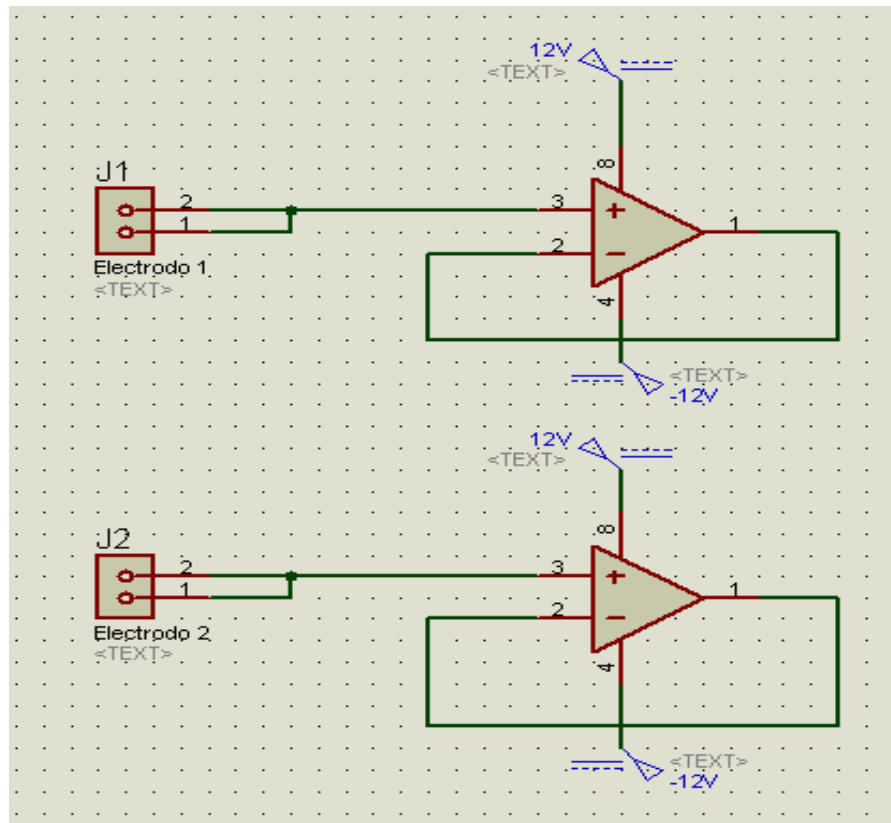 12V
<TEXT>
8
J1
2
3
+
1
1
2
−
Electrodo 1
<TEXT>
4
<TEXT>
-12V
12V
<TEXT>
8
J2
2
3
+
1
1
2
−
Electrodo 2
<TEXT>
4
<TEXT>
-12V